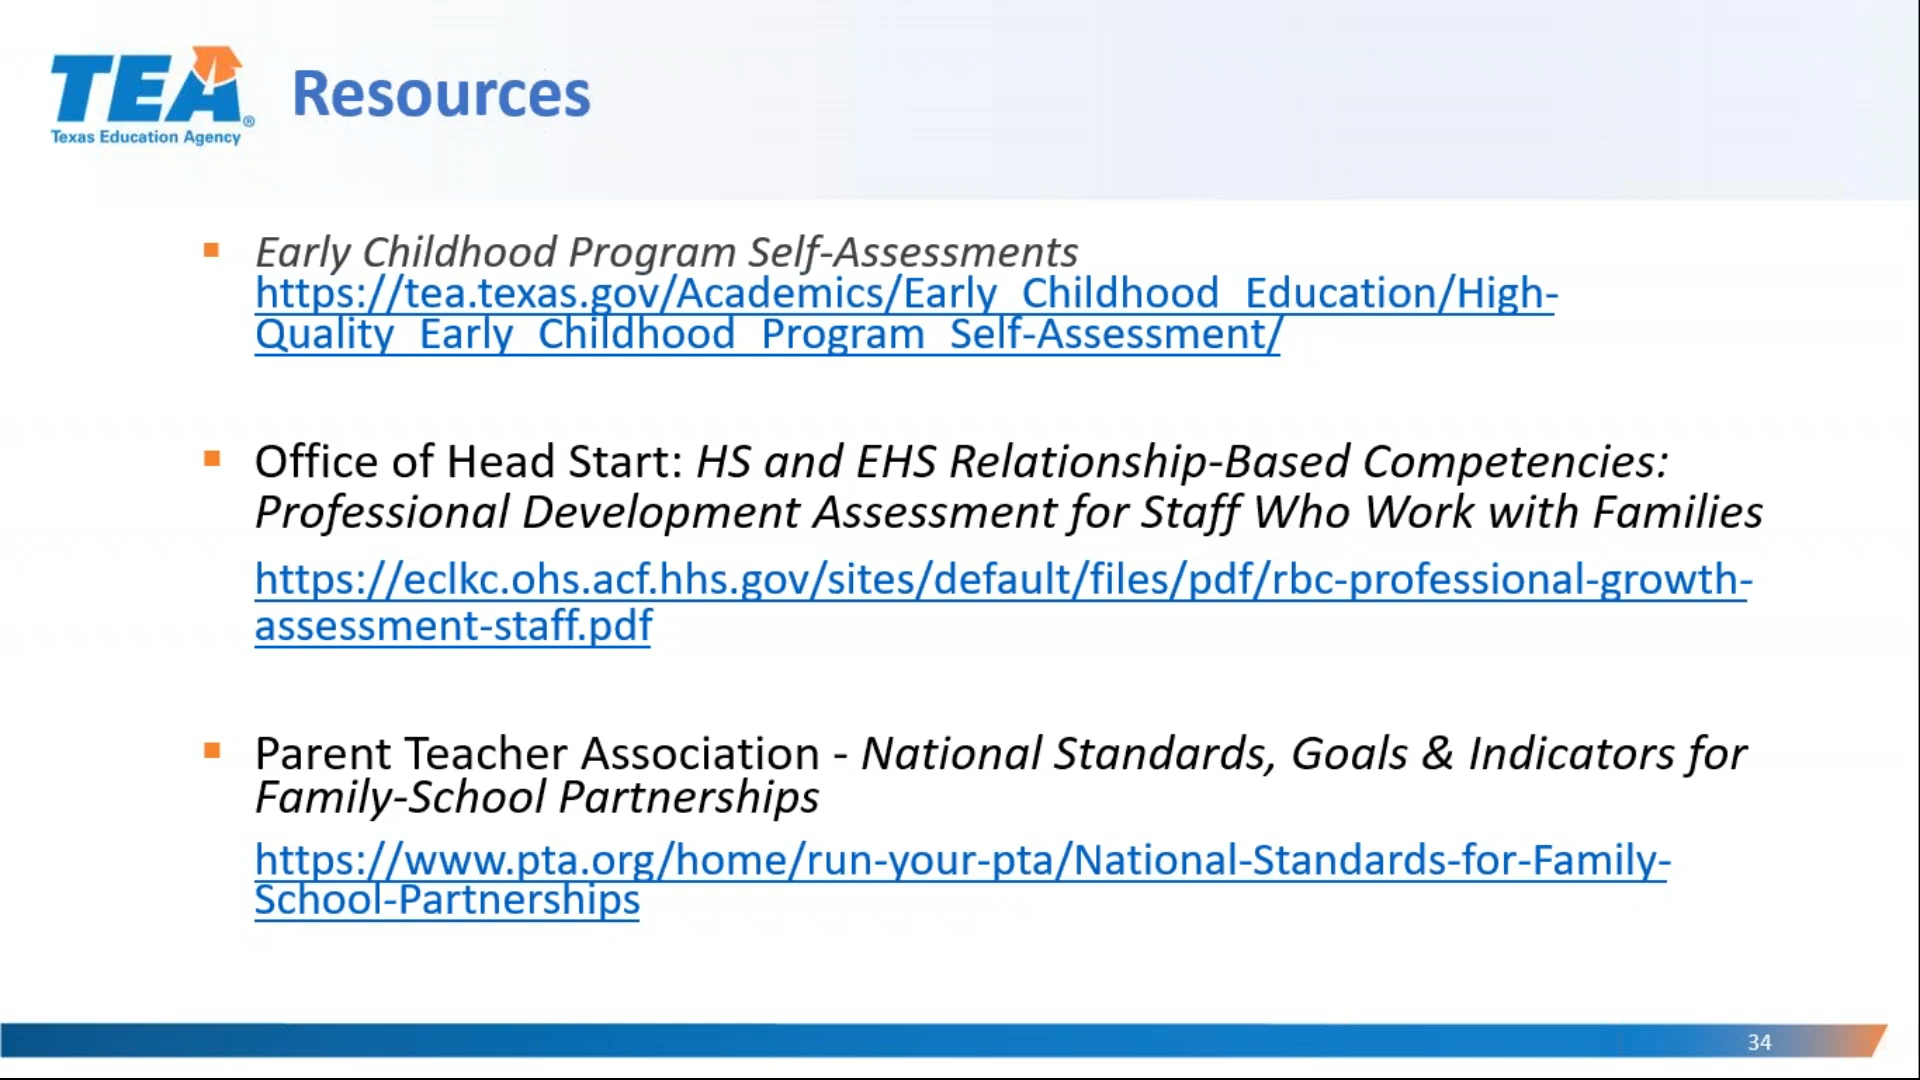 TEA®
Texas Education Agency
Resources
Early Childhood Program Self-Assessments
https://tea.texas.gov/Academics/Early_Childhood_Education/High-
Quality_Early_Childhood_Program_Self-Assessment/
Office of Head Start: HS and EHS Relationship-Based Competencies:
Professional Development Assessment for Staff Who Work with Families
https://eclkc.ohs.acf.hhs.gov/sites/default/files/pdf/rbc-professional-growth-
assessment-staff.pdf
Parent Teacher Association - National Standards, Goals & Indicators for
Family-School Partnerships
https://www.pta.org/home/run-your-pta/National-Standards-for-Family-
School-Partnerships
34